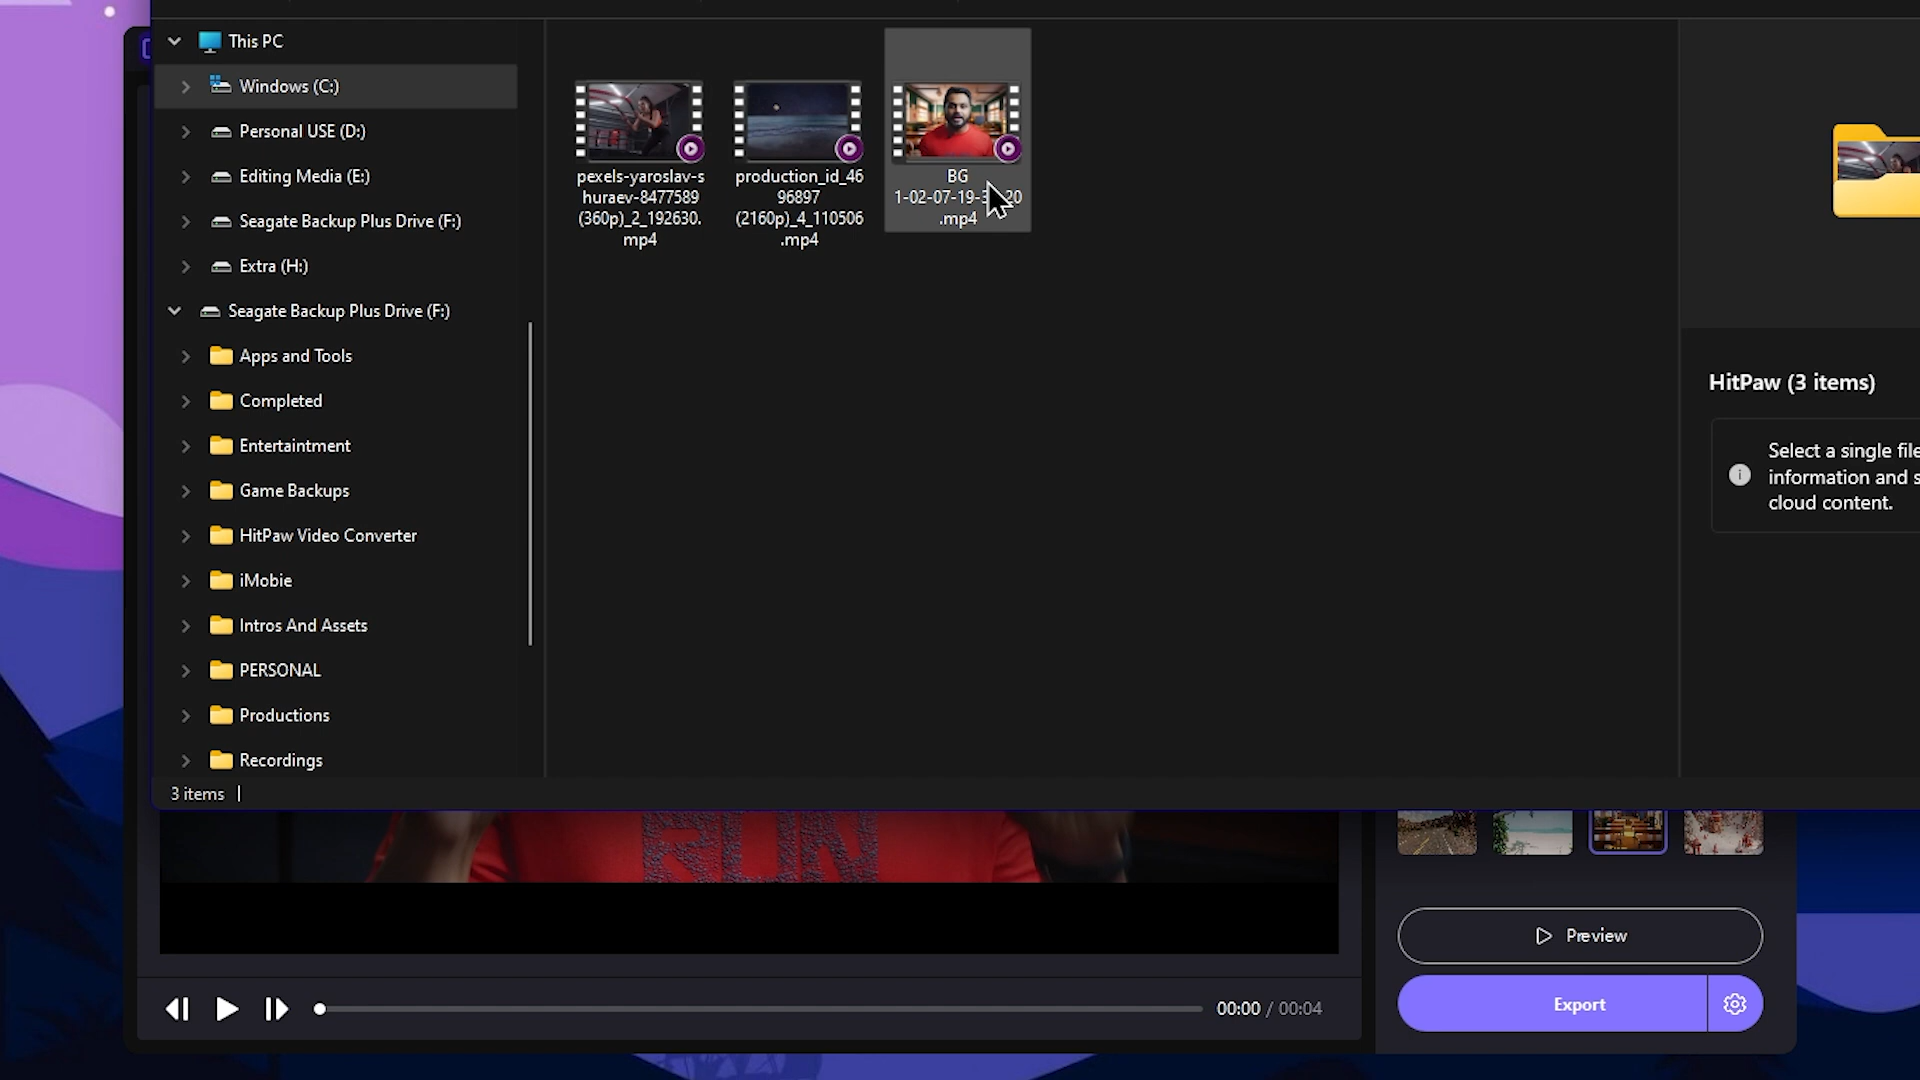 This PC
Windows (C:)
Personal USE (D:)
Editing Media (E:)
Seagate Backup Plus Drive (F:)
Extra (H:)
Seagate Backup Plus Drive (F:)
Apps and Tools
Completed
Entertaintment
Game Backups
HitPaw Video Converter
iMobie
Intros And Assets
PERSONAL
Productions
Recordings
3 items
pexels-yaroslav-s
huraev-8477589
(360p)_2_192630.
mp4
production_id_46
96897
(2160p)_4_110506
.mp4
BG
.mp4
HitPaw (3 items)
Select a single file
information and s
cloud content.
RUN
00:00 / 00:04
Preview
Export